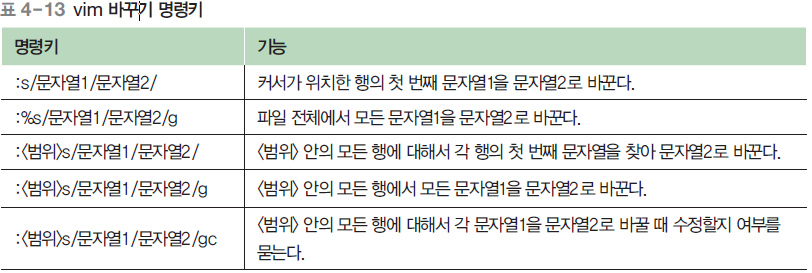 표 4-13 vim 바꾸기 명령키
명령키 기능
:s/문자열1/문자열2/ 커서가 위치한 행의 첫 번째 문자열1을 문자열2로 바꾼다.
:%s/문자열1/문자열2/g 파일 전체에서 모든 문자열1을 문자열2로 바꾼다.
:<범위>s/문자열1/문자열2/ <범위> 안의 모든 행에 대해서 각 행의 첫 번째 문자열을 찾아 문자열2로 바꾼다.
:<범위>s/문자열1/문자열2/g <범위> 안의 모든 행에서 모든 문자열1을 문자열2로 바꾼다.
:<범위>s/문자열1/문자열2/gc <범위> 안의 모든 행에 대해서 각 문자열1을 문자열2로 바꿀 때 수정할지 여부를
묻는다.